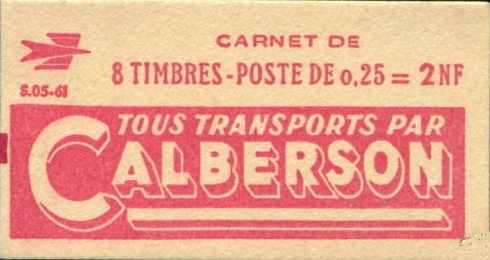 CARNET DE
8 TIMBRES-POSTE DE 0,25 = 2NF
S.05-61
TOUS TRANSPORTS PAR
CALBERSON